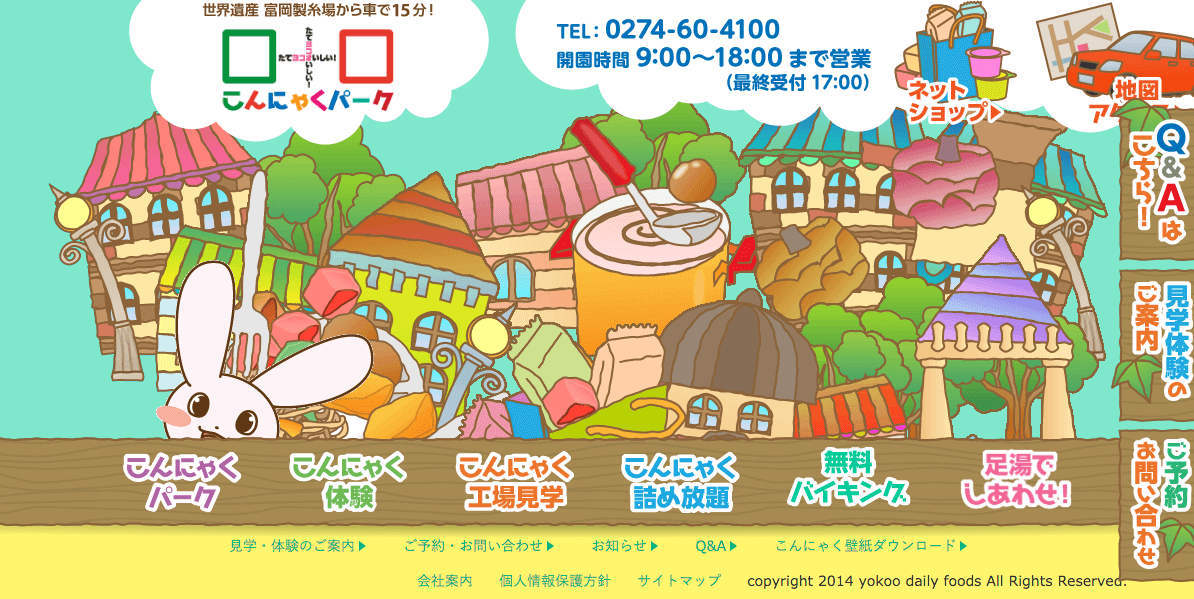 世界遺産 富岡製糸場から車で15分!
たてヨコおいしい!
たてヨコおいしい!
こんにゃくパーク
TEL: 0274-60-4100
開園時間 9:00〜18:00 まで営業
(最終受付 17:00)
ネット
ショップ
地図
Q&Aは
こちら!
見学体験の
ご案内
ご予約
お問い合わせ
こんにゃく
パーク
こんにゃく
体験
こんにゃく
工場見学
こんにゃく
詰め放題
無料
バイキング
足湯で
しあわせ!
見学・体験のご案内
ご予約・お問い合わせ
お知らせ
Q&A
こんにゃく壁紙ダウンロード
会社案内
個人情報保護方針
サイトマップ
copyright 2014 yokoo daily foods All Rights Reserved.